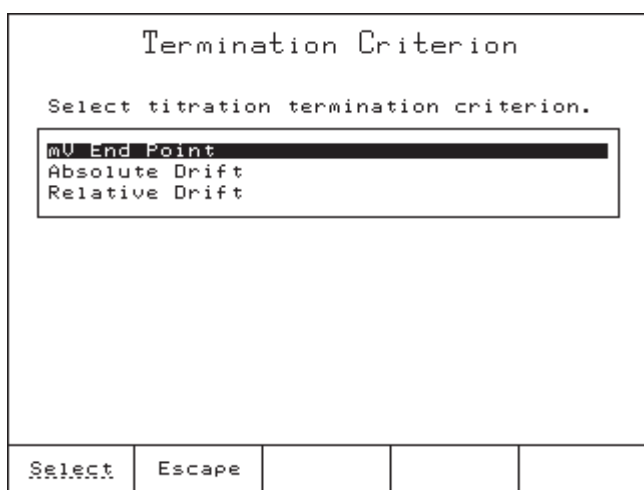 Termination Criterion
Select titration termination criterion.
mV End Point
Absolute Drift
Relative Drift
Select Escape